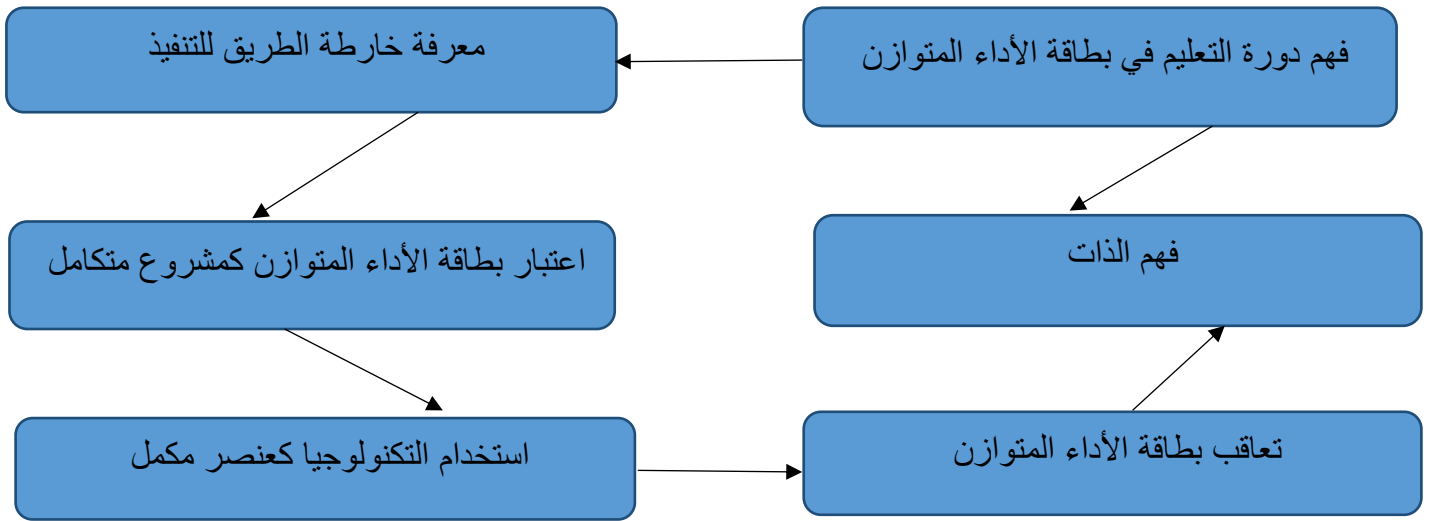 فهم دورة التعليم في بطاقة الأداء المتوازن
معرفة خارطة الطريق للتنفيذ
فهم الذات
اعتبار بطاقة الأداء المتوازن كمشروع متكامل
تعاقب بطاقة الأداء المتوازن
استخدام التكنولوجيا كعنصر مكمل